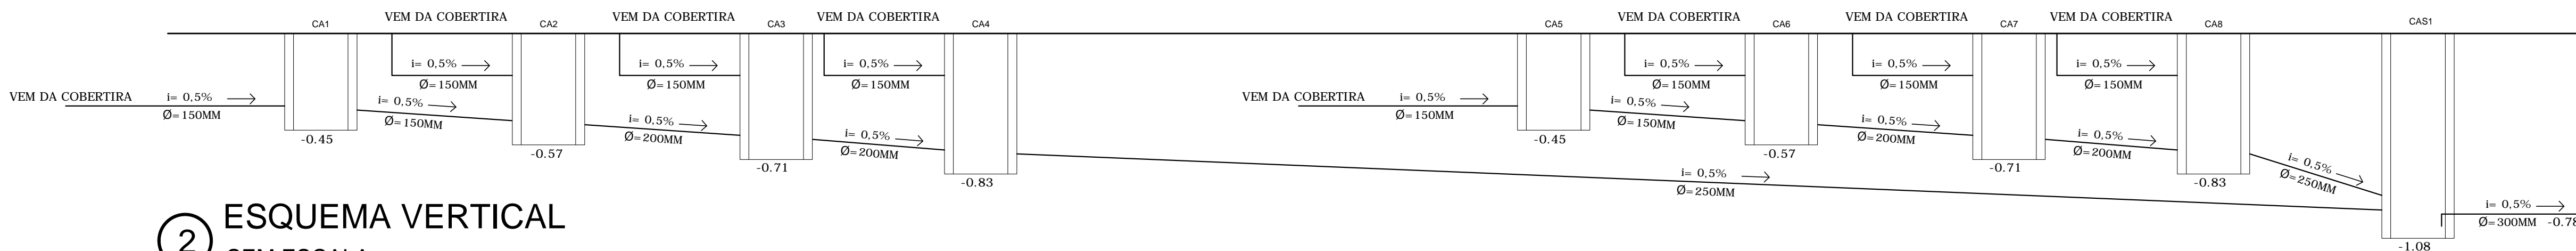 CA1
VEM DA COBERTIRA
CA2
VEM DA COBERTIRA
CA3
VEM DA COBERTIRA
CA4
CA5
VEM DA COBERTIRA
CA6
VEM DA COBERTIRA
CA7
VEM DA COBERTIRA
CA8
CAS1
i= 0,5%
Ø=150MM
i= 0,5%
Ø=150MM
i= 0,5%
Ø=150MM
i= 0,5%
Ø=150MM
i= 0,5%
Ø=150MM
i= 0,5%
Ø=150MM
VEM DA COBERTIRA
i= 0,5%
Ø=150MM
i= 0,5%
Ø=150MM
i= 0,5%
Ø=200MM
i= 0,5%
Ø=200MM
VEM DA COBERTIRA
i= 0,5%
Ø=150MM
i= 0,5%
Ø=150MM
i= 0,5%
Ø=200MM
i= 0,5%
Ø=200MM
i= 0,5%
Ø=250MM
-0.45
-0.57
-0.71
-0.83
-0.45
-0.57
-0.71
-0.83
i= 0,5%
Ø=250MM
i= 0,5%
Ø=300MM
-0.78
-1.08
2
ESQUEMA VERTICAL